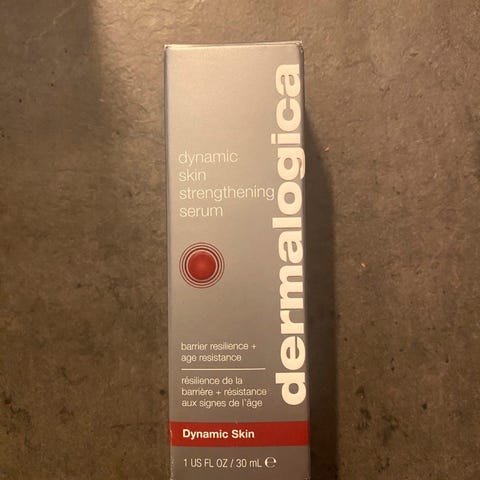 dermalogica
dynamic
skin
strengthening
serum
barrier resilience +
age resistance
résilience de la
barrière + résistance
aux signes de l'âge
Dynamic Skin
1 US FL OZ / 30 mL ℮